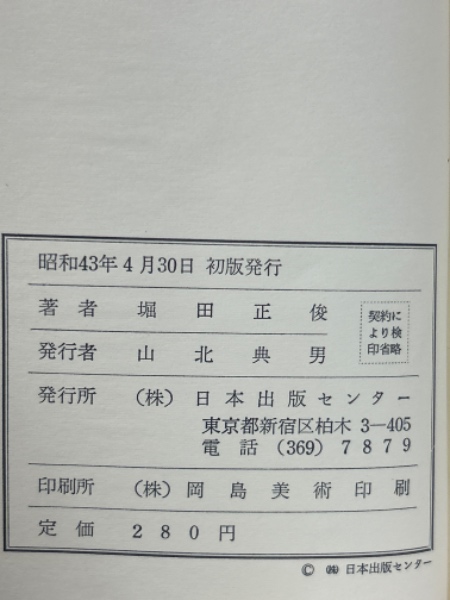 昭和43年4月30日 初版発行
著者 堀田正俊
発行者 山北典男
契約に
より検
印省略
発行所 (株)日本出版センター
東京都新宿区柏木 3—405
電話 (369) 7879
印刷所 (株)岡島美術印刷
定価 280円
© ㈱ 日本出版センター